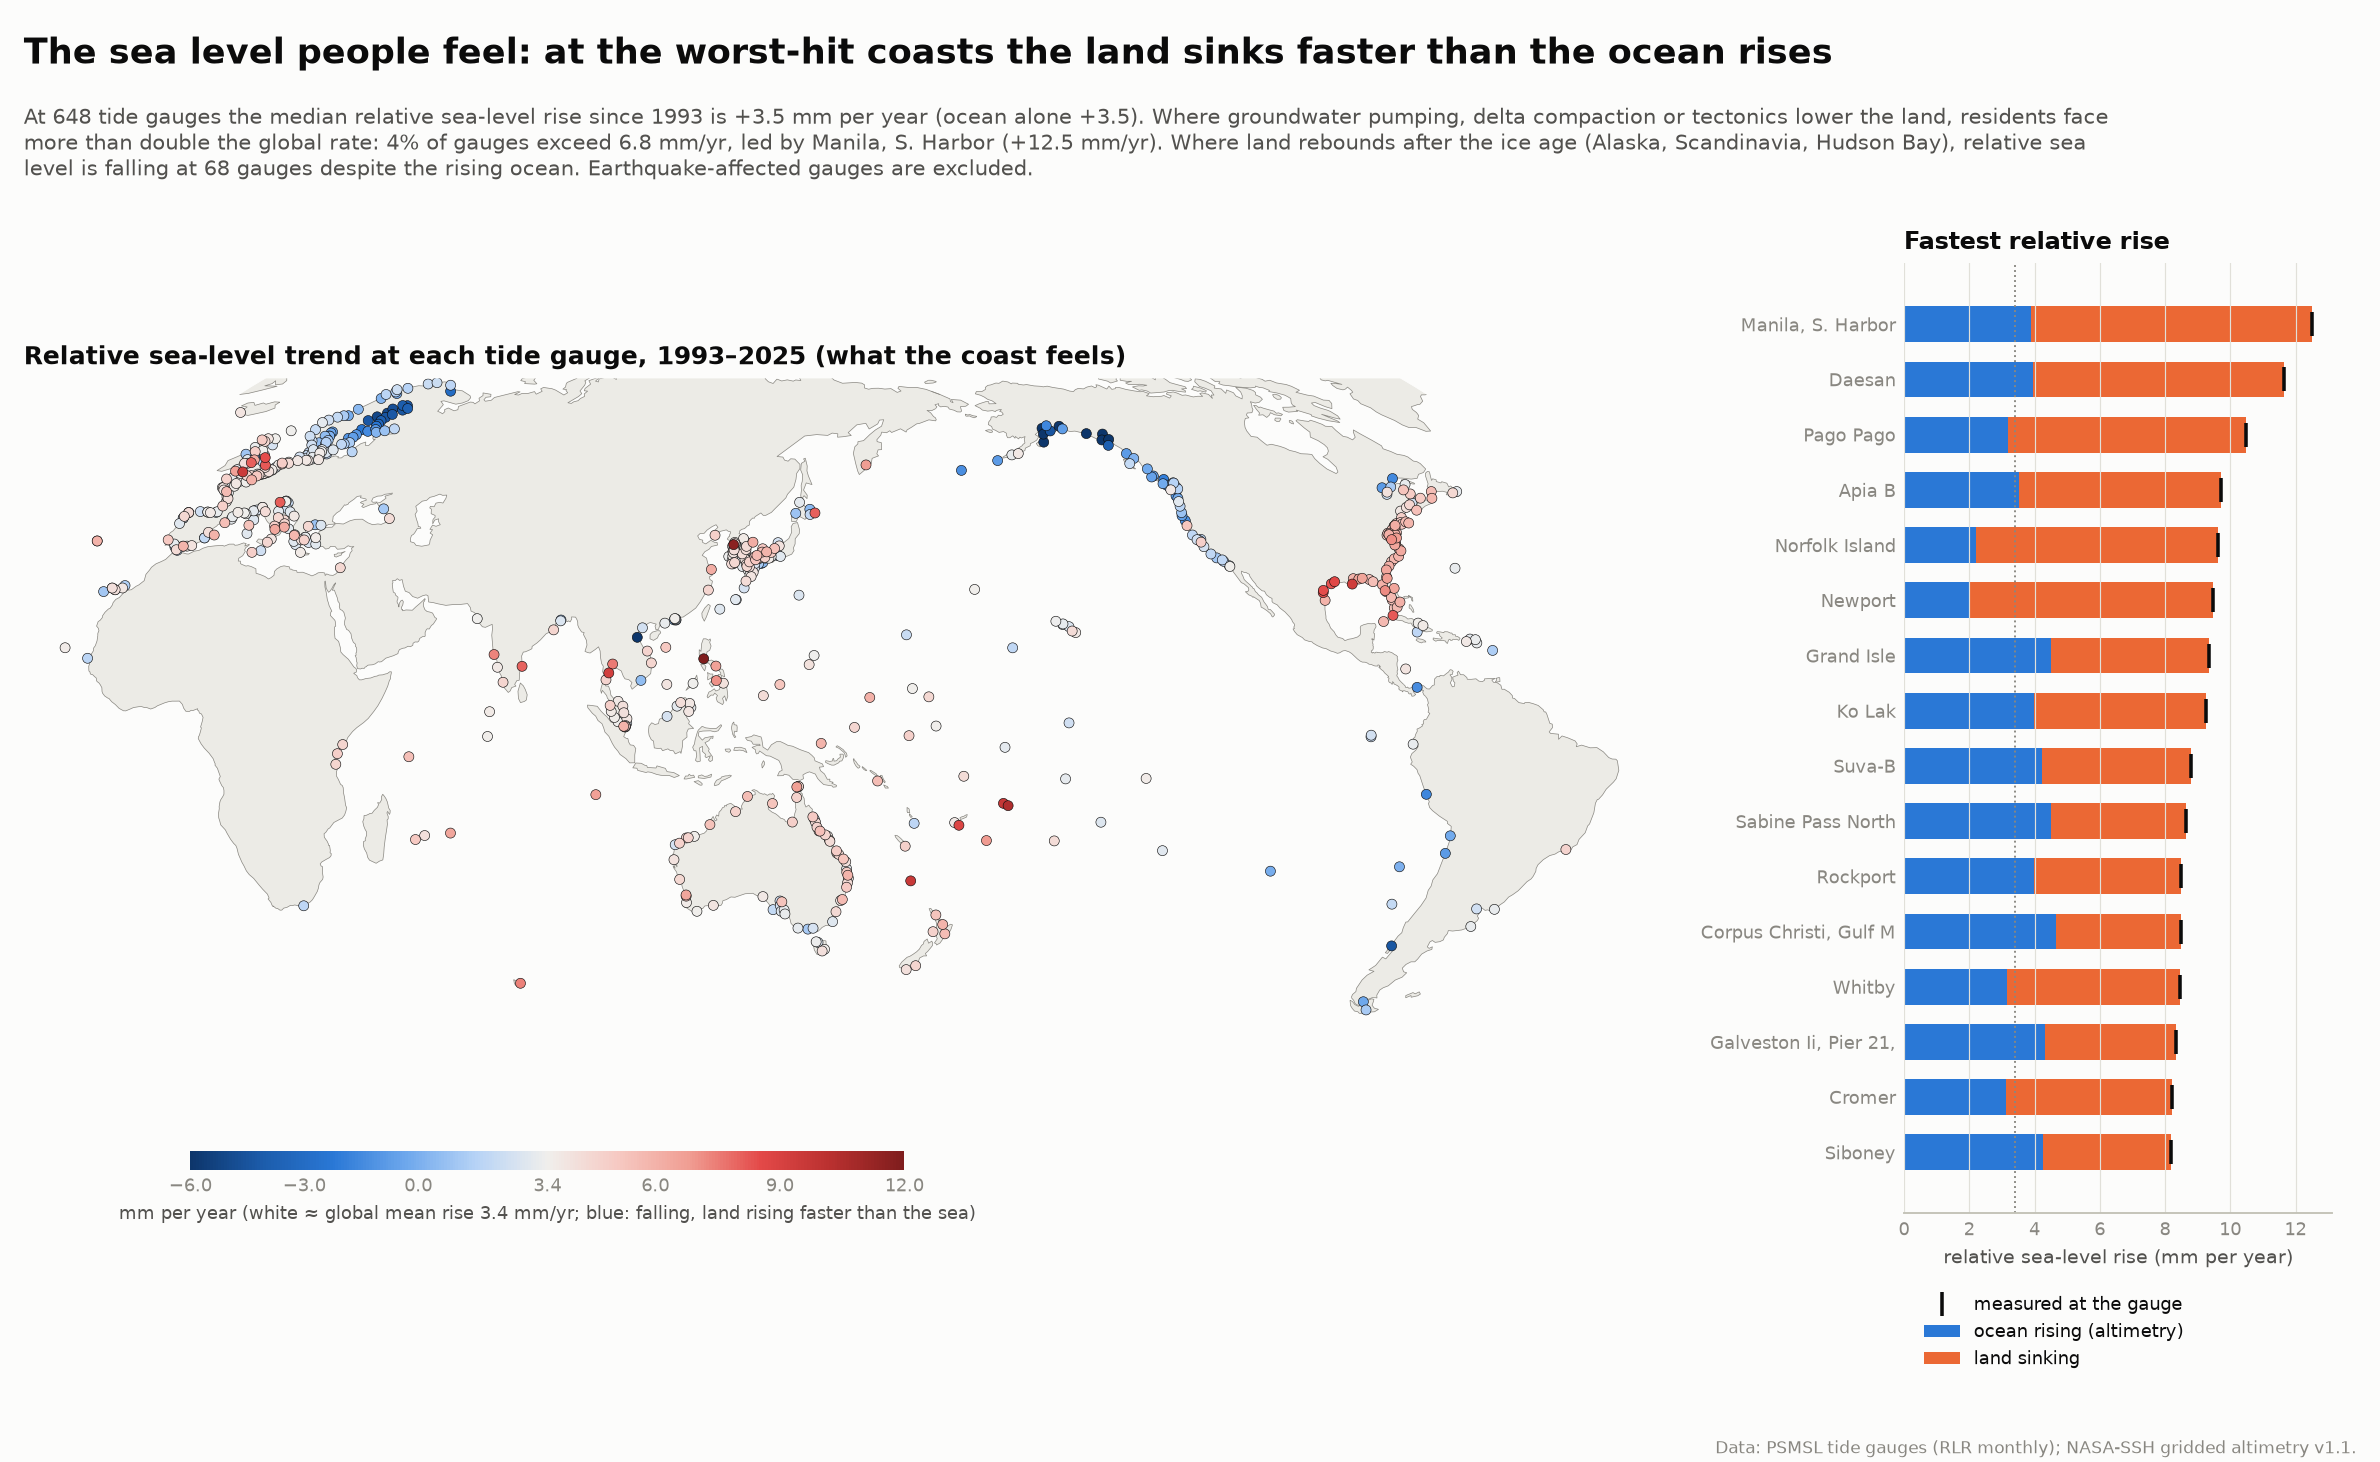 The sea level people feel: at the worst-hit coasts the land sinks faster than the ocean rises
At 648 tide gauges the median relative sea-level rise since 1993 is +3.5 mm per year (ocean alone +3.5). Where groundwater pumping, delta compaction or tectonics lower the land, residents face
more than double the global rate: 4% of gauges exceed 6.8 mm/yr, led by Manila, S. Harbor (+12.5 mm/yr). Where land rebounds after the ice age (Alaska, Scandinavia, Hudson Bay), relative sea
level is falling at 68 gauges despite the rising ocean. Earthquake-affected gauges are excluded.
Relative sea-level trend at each tide gauge, 1993–2025 (what the coast feels)
−6.0 −3.0 0.0 3.4 6.0 9.0 12.0
mm per year (white ≈ global mean rise 3.4 mm/yr; blue: falling, land rising faster than the sea)
Fastest relative rise
Manila, S. Harbor
Daesan
Pago Pago
Apia B
Norfolk Island
Newport
Grand Isle
Ko Lak
Suva-B
Sabine Pass North
Rockport
Corpus Christi, Gulf M
Whitby
Galveston Ii, Pier 21,
Cromer
Siboney
0 2 4 6 8 10 12
relative sea-level rise (mm per year)
measured at the gauge
ocean rising (altimetry)
land sinking
Data: PSMSL tide gauges (RLR monthly); NASA-SSH gridded altimetry v1.1.